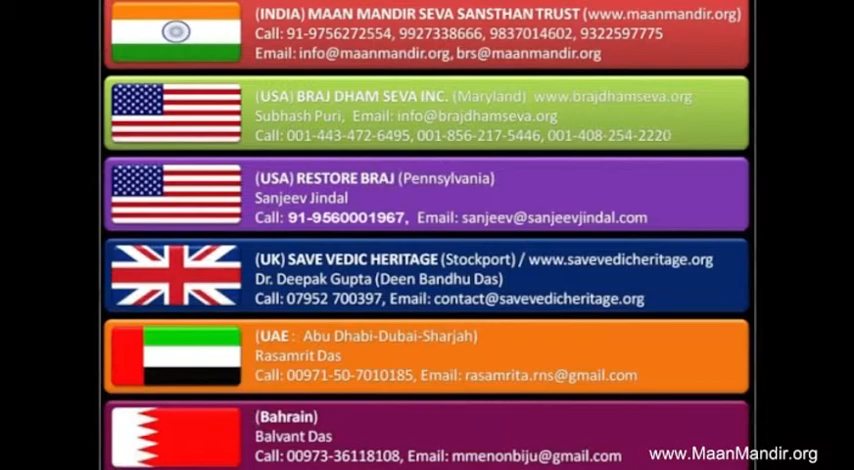 (INDIA) MAAN MANDIR SEVA SANSTHAN TRUST (www.maanmandir.org)
Call: 91-9756272554, 9927338666, 9837014602, 9322597775
Email: info@maanmandir.org, brs@maanmandir.org
(USA) BRAJ DHAM SEVA INC. (Maryland) www.brajdhamseva.org
Subhash Puri, Email: info@brajdhamseva.org
Call: 001-443-472-6495, 001-856-217-5446, 001-408-254-2220
(USA) RESTORE BRAJ (Pennsylvania)
Sanjeev Jindal
Call: 91-9560001967, Email: sanjeev@sanjeevjindal.com
(UK) SAVE VEDIC HERITAGE (Stockport) / www.savevedicheritage.org
Dr. Deepak Gupta (Deen Bandhu Das)
Call: 07952 700397, Email: contact@savevedicheritage.org
(UAE : Abu Dhabi-Dubai-Sharjah)
Rasamrit Das
Call: 00971-50-7010185, Email: rasamrita.rns@gmail.com
(Bahrain)
Balvant Das
Call: 00973-36118108, Email: mmenonbiju@gmail.com
www.MaanMandir.org